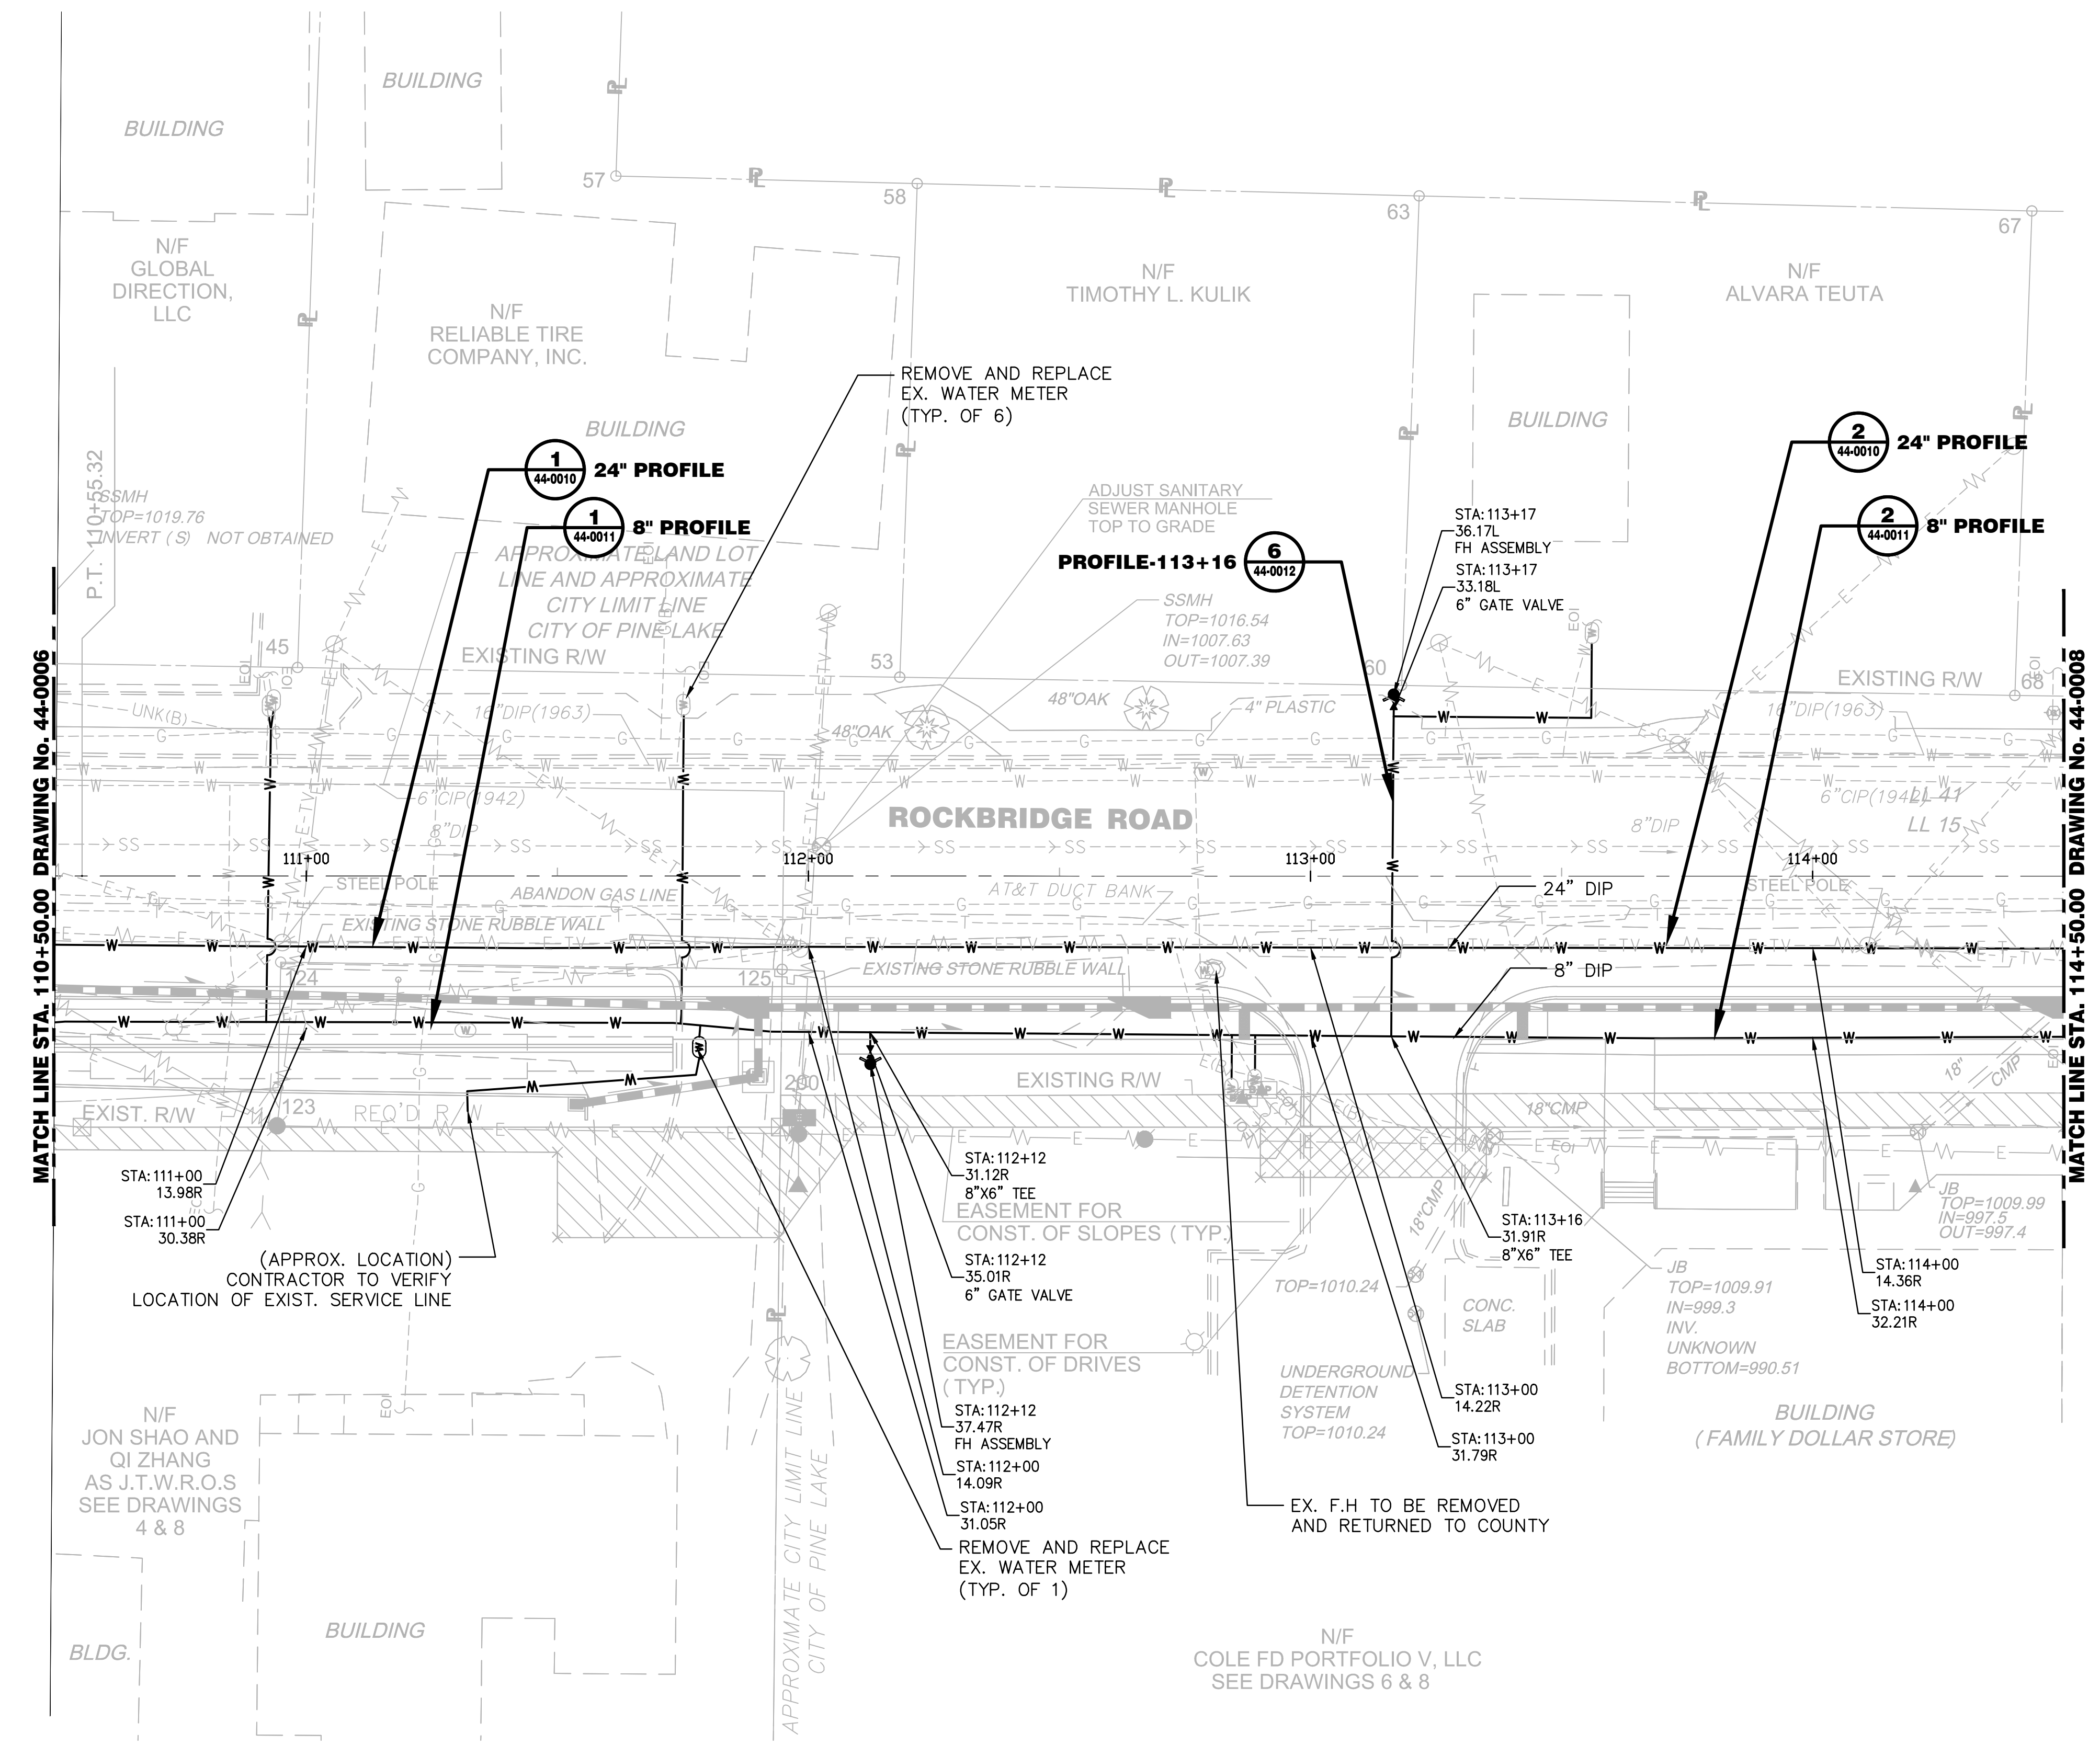 BUILDING
BUILDING
57
58
63
67
N/F
GLOBAL
DIRECTION,
LLC
N/F
RELIABLE TIRE
COMPANY, INC.
N/F
TIMOTHY L. KULIK
N/F
ALVARA TEUTA
REMOVE AND REPLACE
EX. WATER METER
(TYP. OF 6)
BUILDING
BUILDING
1
44-0010
24" PROFILE
1
44-0011
8" PROFILE
2
44-0010
24" PROFILE
2
44-0011
8" PROFILE
P.T. 110+55.32
SSMH
TOP=1019.76
INVERT (S) NOT OBTAINED
ADJUST SANITARY
SEWER MANHOLE
TOP TO GRADE
APPROXIMATE LAND LOT
LINE AND APPROXIMATE
CITY LIMIT LINE
CITY OF PINE LAKE
PROFILE-113+16
6
44-0012
STA:113+17
36.17L
FH ASSEMBLY
STA:113+17
33.18L
6" GATE VALVE
SSMH
TOP=1016.54
IN=1007.63
OUT=1007.39
45
EXISTING R/W
53
60
EXISTING R/W
68
UNK(B)
16"DIP(1963)
48"OAK
48"OAK
4" PLASTIC
16"DIP(1963)
6"CIP(1942)
8"DIP
ROCKBRIDGE ROAD
6"CIP(1942)
LL 41
LL 15
8"DIP
111+00
112+00
113+00
114+00
STEEL POLE
ABANDON GAS LINE
AT&T DUCT BANK
24" DIP
STEEL POLE
EXISTING STONE RUBBLE WALL
124
125
EXISTING STONE RUBBLE WALL
8" DIP
MATCH LINE STA. 110+50.00 DRAWING No. 44-0006
MATCH LINE STA. 114+50.00 DRAWING No. 44-0008
EXIST. R/W
123
REQ'D R/W
200
EXISTING R/W
18"CMP
18" CMP
STA:111+00
13.98R
STA:111+00
30.38R
(APPROX. LOCATION)
CONTRACTOR TO VERIFY
LOCATION OF EXIST. SERVICE LINE
STA:112+12
31.12R
8"X6" TEE
EASEMENT FOR
CONST. OF SLOPES (TYP.)
STA:112+12
35.01R
6" GATE VALVE
EASEMENT FOR
CONST. OF DRIVES
(TYP.)
STA:112+12
37.47R
FH ASSEMBLY
STA:112+00
14.09R
STA:112+00
31.05R
REMOVE AND REPLACE
EX. WATER METER
(TYP. OF 1)
18"CMP
TOP=1010.24
UNDERGROUND
DETENTION
SYSTEM
TOP=1010.24
CONC.
SLAB
STA:113+16
31.91R
8"X6" TEE
STA:113+00
14.22R
STA:113+00
31.79R
EX. F.H TO BE REMOVED
AND RETURNED TO COUNTY
JB
TOP=1009.91
IN=999.3
INV.
UNKNOWN
BOTTOM=990.51
JB
TOP=1009.99
IN=997.5
OUT=997.4
STA:114+00
14.36R
STA:114+00
32.21R
BUILDING
(FAMILY DOLLAR STORE)
N/F
JON SHAO AND
QI ZHANG
AS J.T.W.R.O.S
SEE DRAWINGS
4 & 8
BUILDING
BLDG.
APPROXIMATE CITY LIMIT LINE
CITY OF PINE LAKE
N/F
COLE FD PORTFOLIO V, LLC
SEE DRAWINGS 6 & 8